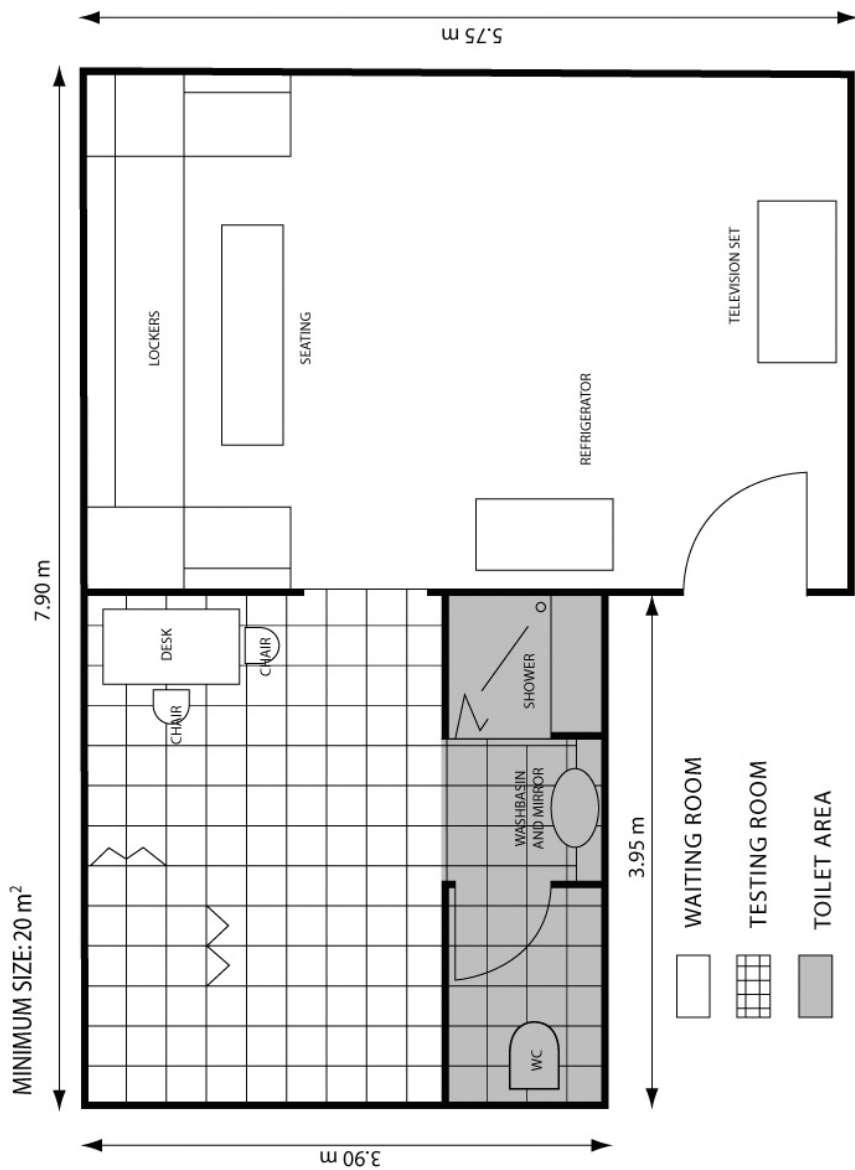 MINIMUM SIZE: 20 m²
7.90 m
5.75 m
3.90 m
3.95 m
LOCKERS
SEATING
REFRIGERATOR
TELEVISION SET
DESK
CHAIR
CHAIR
SHOWER
WASHBASIN
AND MIRROR
WC
WAITING ROOM
TESTING ROOM
TOILET AREA